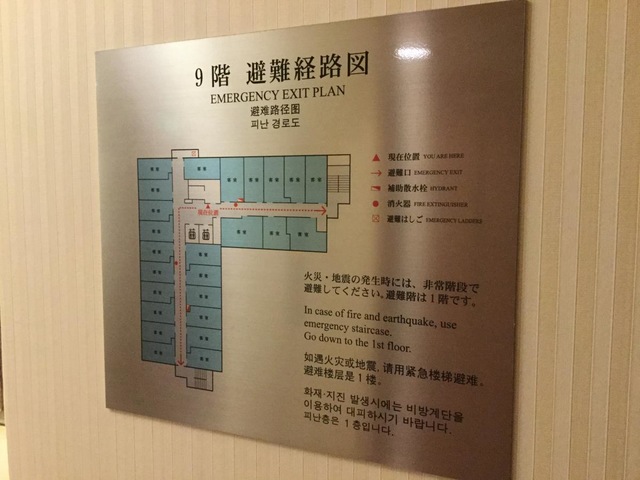 9階 避難経路図
EMERGENCY EXIT PLAN
避难路径图
피난 경로도
現在位置 YOU ARE HERE
避難口 EMERGENCY EXIT
補助散水栓 HYDRANT
消火器 FIRE EXTINGUISHER
避難はしご EMERGENCY LADDERS
現在位置
火災・地震の発生時には、非常階段で
避難してください。避難階は1階です。
In case of fire and earthquake, use
emergency staircase.
Go down to the 1st floor.
如遇火灾或地震,请用紧急楼梯避难。
避难楼层是1楼。
화재·지진 발생시에는 비방계단을
이용하여 대피하시기 바랍니다.
피난층은 1층입니다.